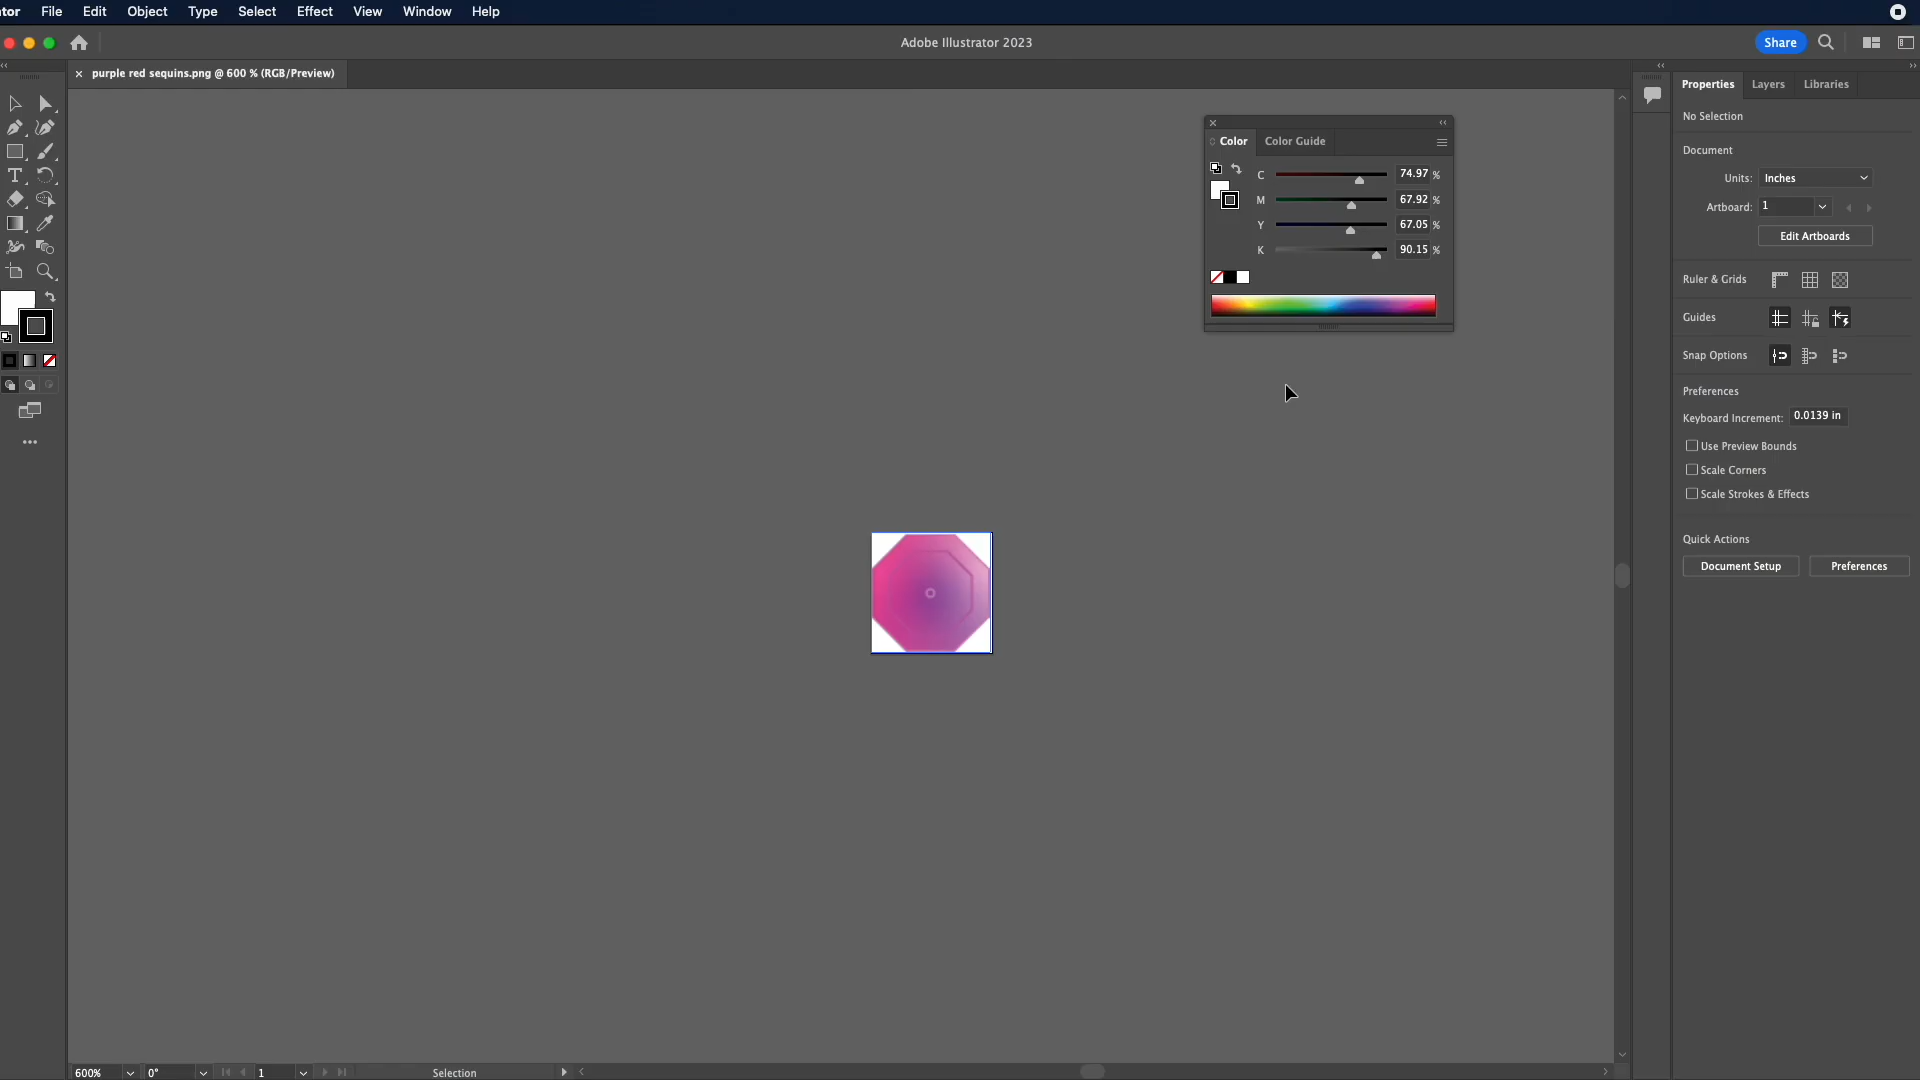 tor File Edit Object Type Select Effect View Window Help
Adobe Illustrator 2023
Share
purple red sequins.png @ 600 % (RGB/Preview)
Color Color Guide
C 74.97 %
M 67.92 %
Y 67.05 %
K 90.15 %
Properties Layers Libraries
No Selection
Document
Units: Inches
Artboard: 1
Edit Artboards
Ruler & Grids
Guides
Snap Options
Preferences
Keyboard Increment: 0.0139 in
Use Preview Bounds
Scale Corners
Scale Strokes & Effects
Quick Actions
Document Setup Preferences
600% 0° 1 Selection